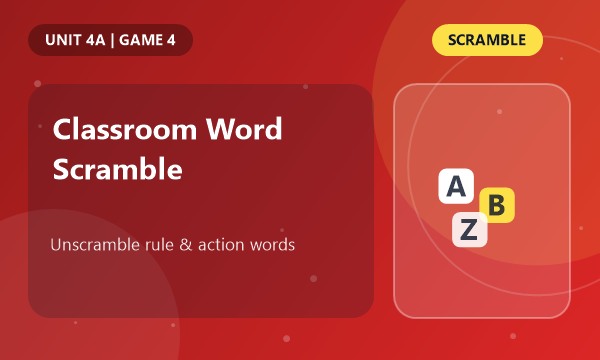 UNIT 4A | GAME 4
SCRAMBLE
Classroom Word
Scramble
Unscramble rule & action words
A
B
Z